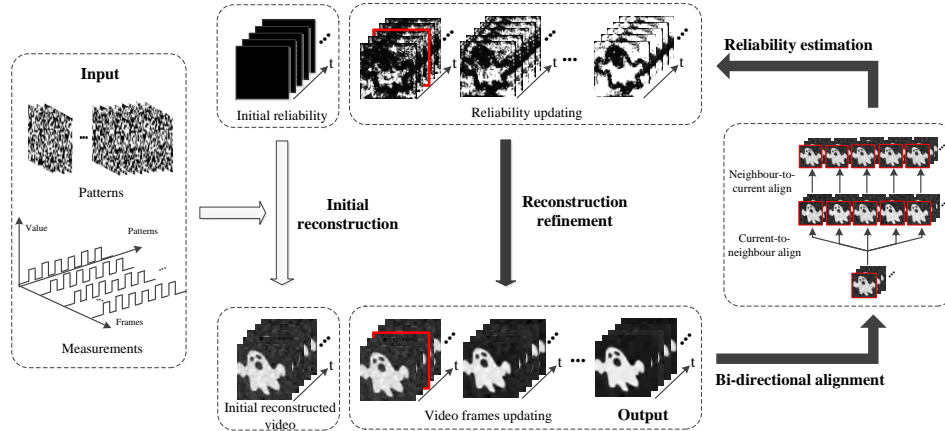 Input
...
Patterns
Value
Patterns
...
...
Frames
Measurements
...
t
Initial reliability
...
t
...
t
...
...
t
Reliability updating
Initial
reconstruction
Reconstruction
refinement
...
t
Initial reconstructed
video
...
t
...
t
...
...
t
Video frames updating
Output
Reliability estimation
Neighbour-to-
current align
...
...
Current-to-
neighbour align
...
Bi-directional alignment